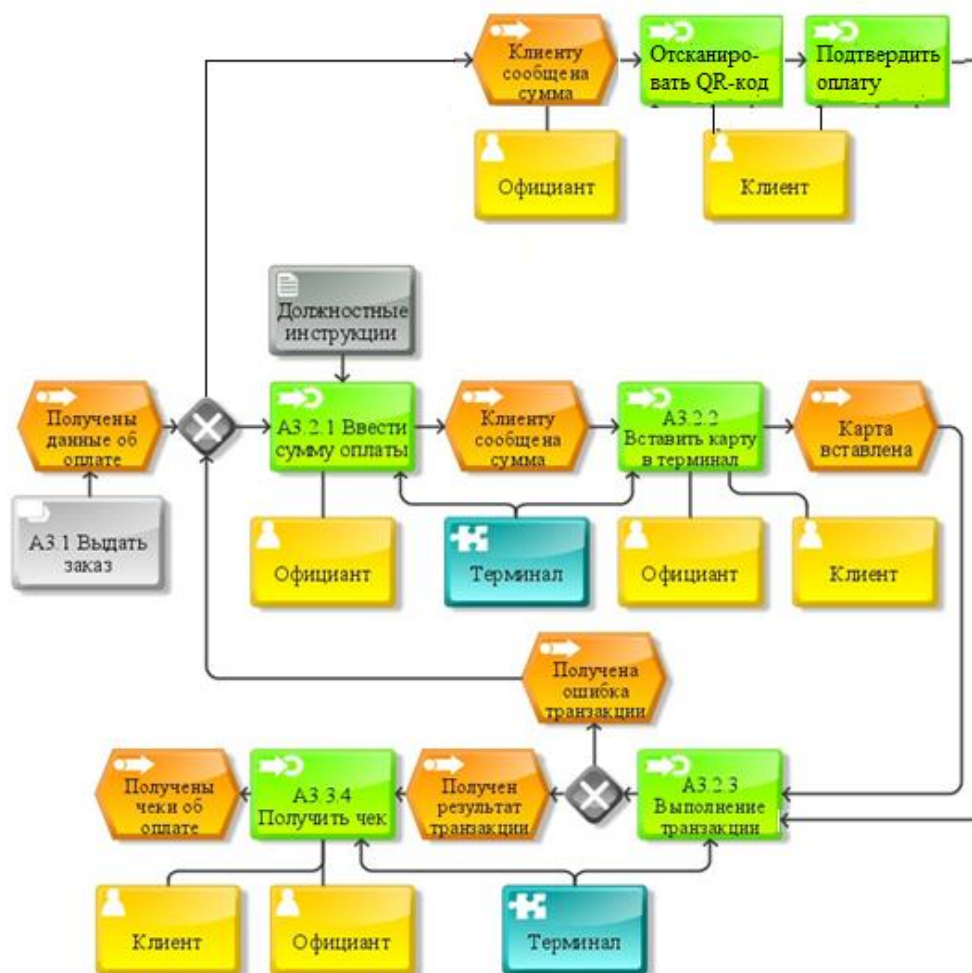 Клиенту
сообщена
сумма
Отсканиро-
вать QR-код
Подтвердить
оплату
Официант
Клиент
Должностные
инструкции
Получены
данные об
оплате
А3.2.1 Ввести
сумму оплаты
Клиенту
сообщена
сумма
А3.2.2
Вставить карту
в терминал
Карта
вставлена
А3.1 Выдать
заказ
Официант
Терминал
Официант
Клиент
Получена
ошибка
транзакции
Получены
чеки об
оплате
А3.3.4
Получить чек
Получен
результат
транзакции
А3.2.3
Выполнение
транзакции
Клиент
Официант
Терминал